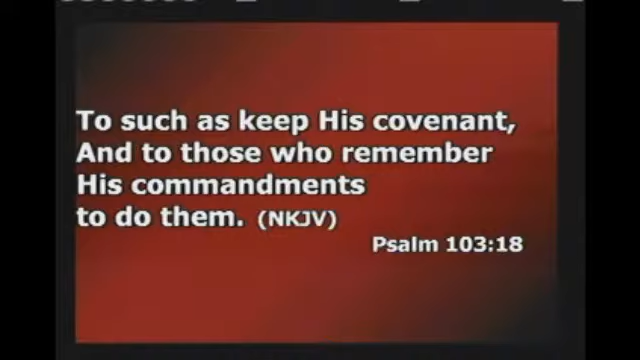 To such as keep His covenant,
And to those who remember
His commandments
to do them. (NKJV)
Psalm 103:18